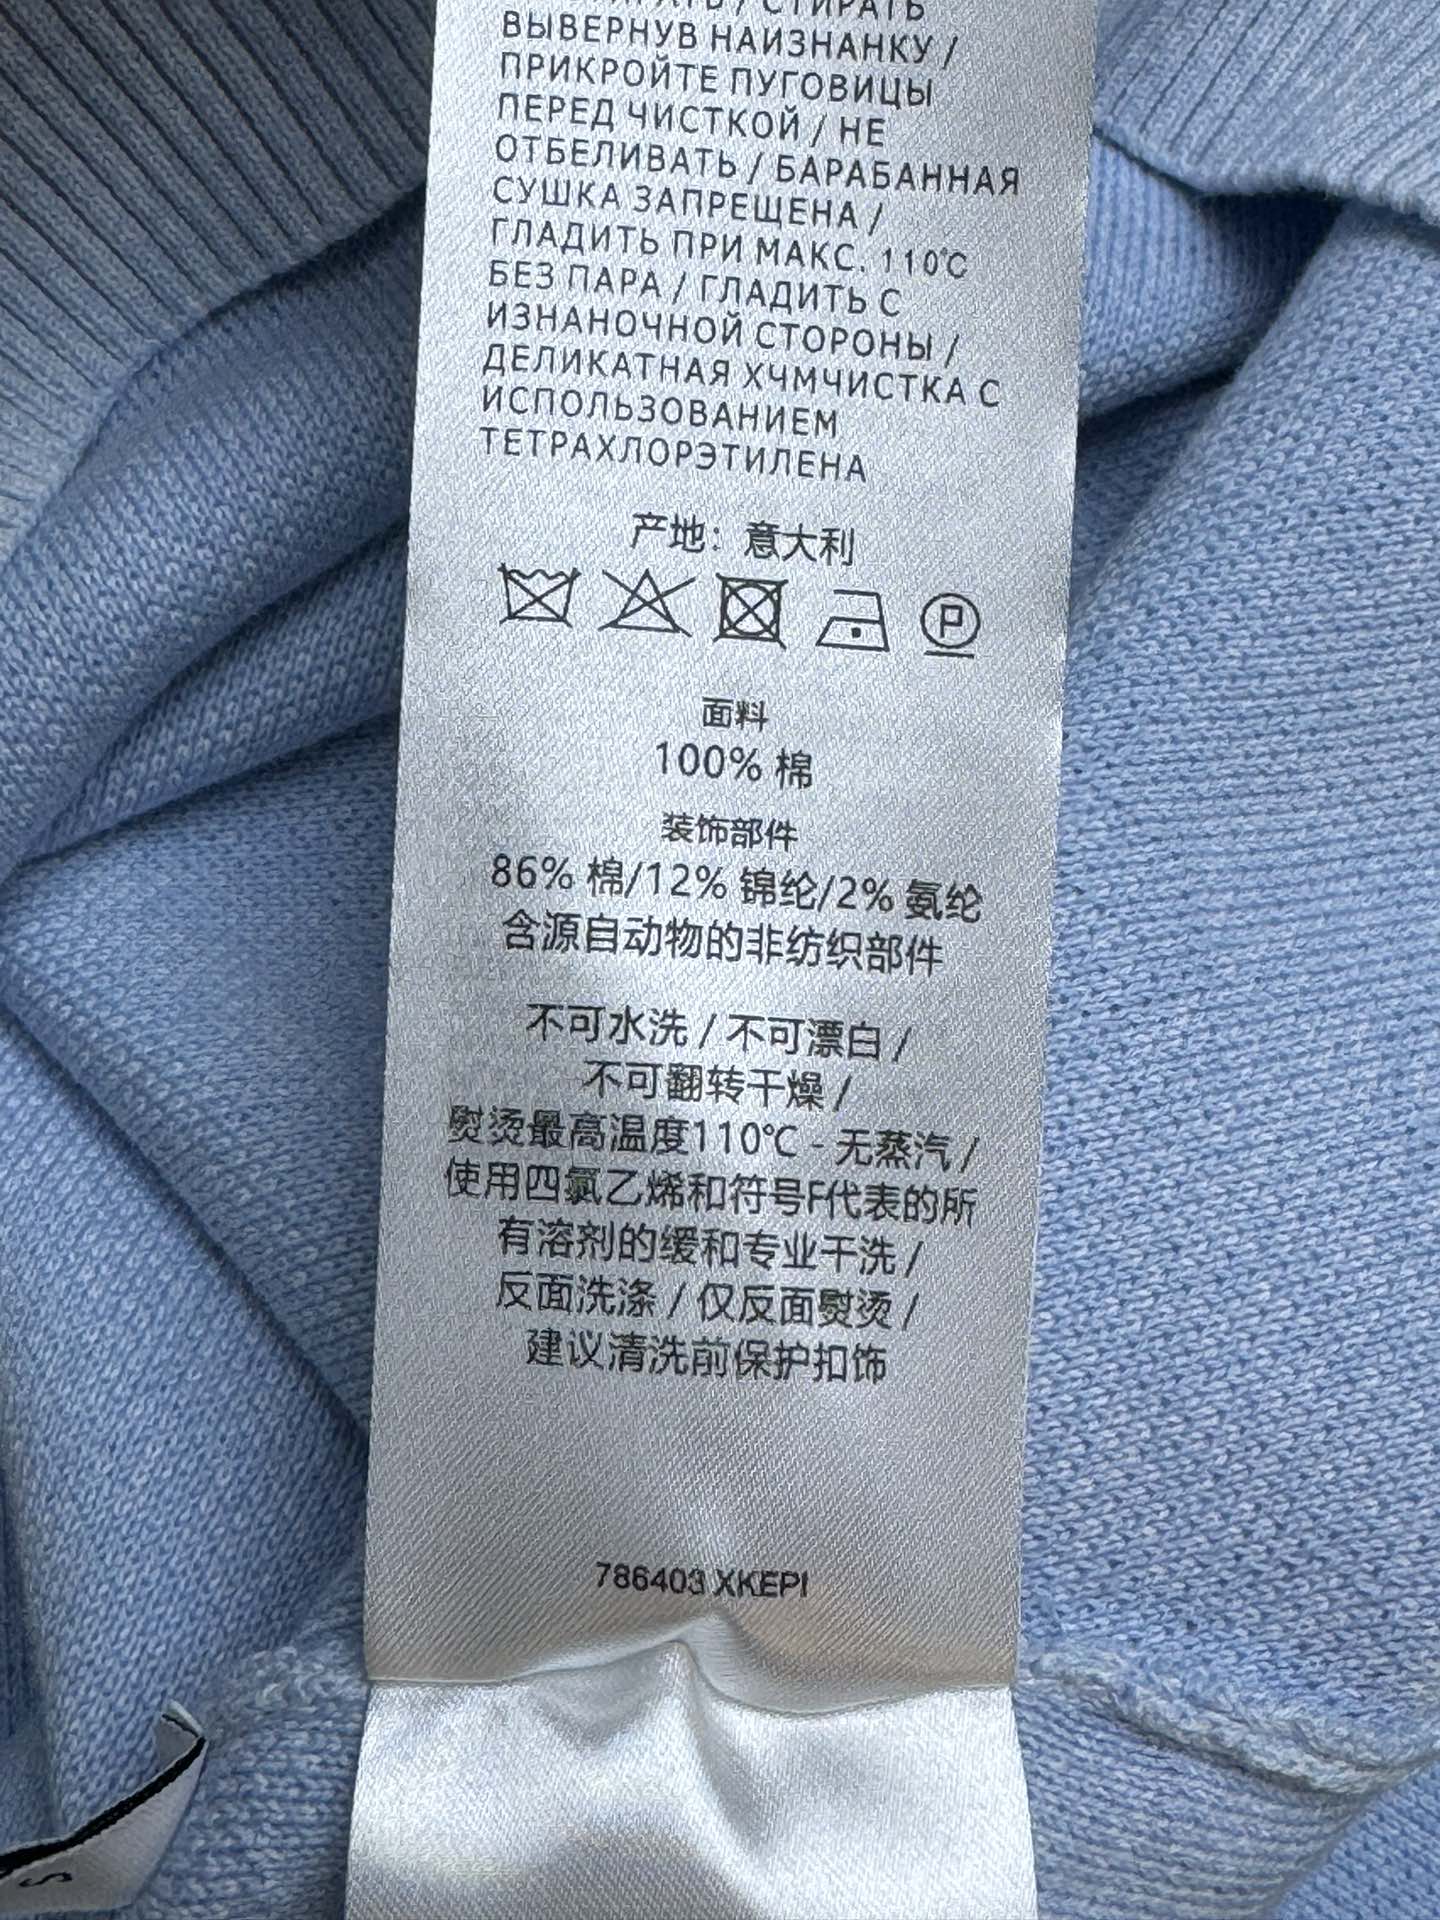 СТИРАТЬ / СТИРАТЬ
ВЫВЕРНУВ НАИЗНАНКУ /
ПРИКРОЙТЕ ПУГОВИЦЫ
ПЕРЕД ЧИСТКОЙ / НЕ
ОТБЕЛИВАТЬ / БАРАБАННАЯ
СУШКА ЗАПРЕЩЕНА /
ГЛАДИТЬ ПРИ МАКС. 110℃
БЕЗ ПАРА / ГЛАДИТЬ С
ИЗНАНОЧНОЙ СТОРОНЫ /
ДЕЛИКАТНАЯ ХЧМЧИСТКА С
ИСПОЛЬЗОВАНИЕМ
ТЕТРАХЛОРЭТИЛЕНА
产地：意大利
P
面料
100% 棉
装饰部件
86% 棉/12% 锦纶/2% 氨纶
含源自动物的非纺织部件
不可水洗 / 不可漂白 /
不可翻转干燥 /
熨烫最高温度110℃ - 无蒸汽 /
使用四氯乙烯和符号F代表的所
有溶剂的缓和专业干洗 /
反面洗涤 / 仅反面熨烫 /
建议清洗前保护扣饰
786403 XKEPI
S